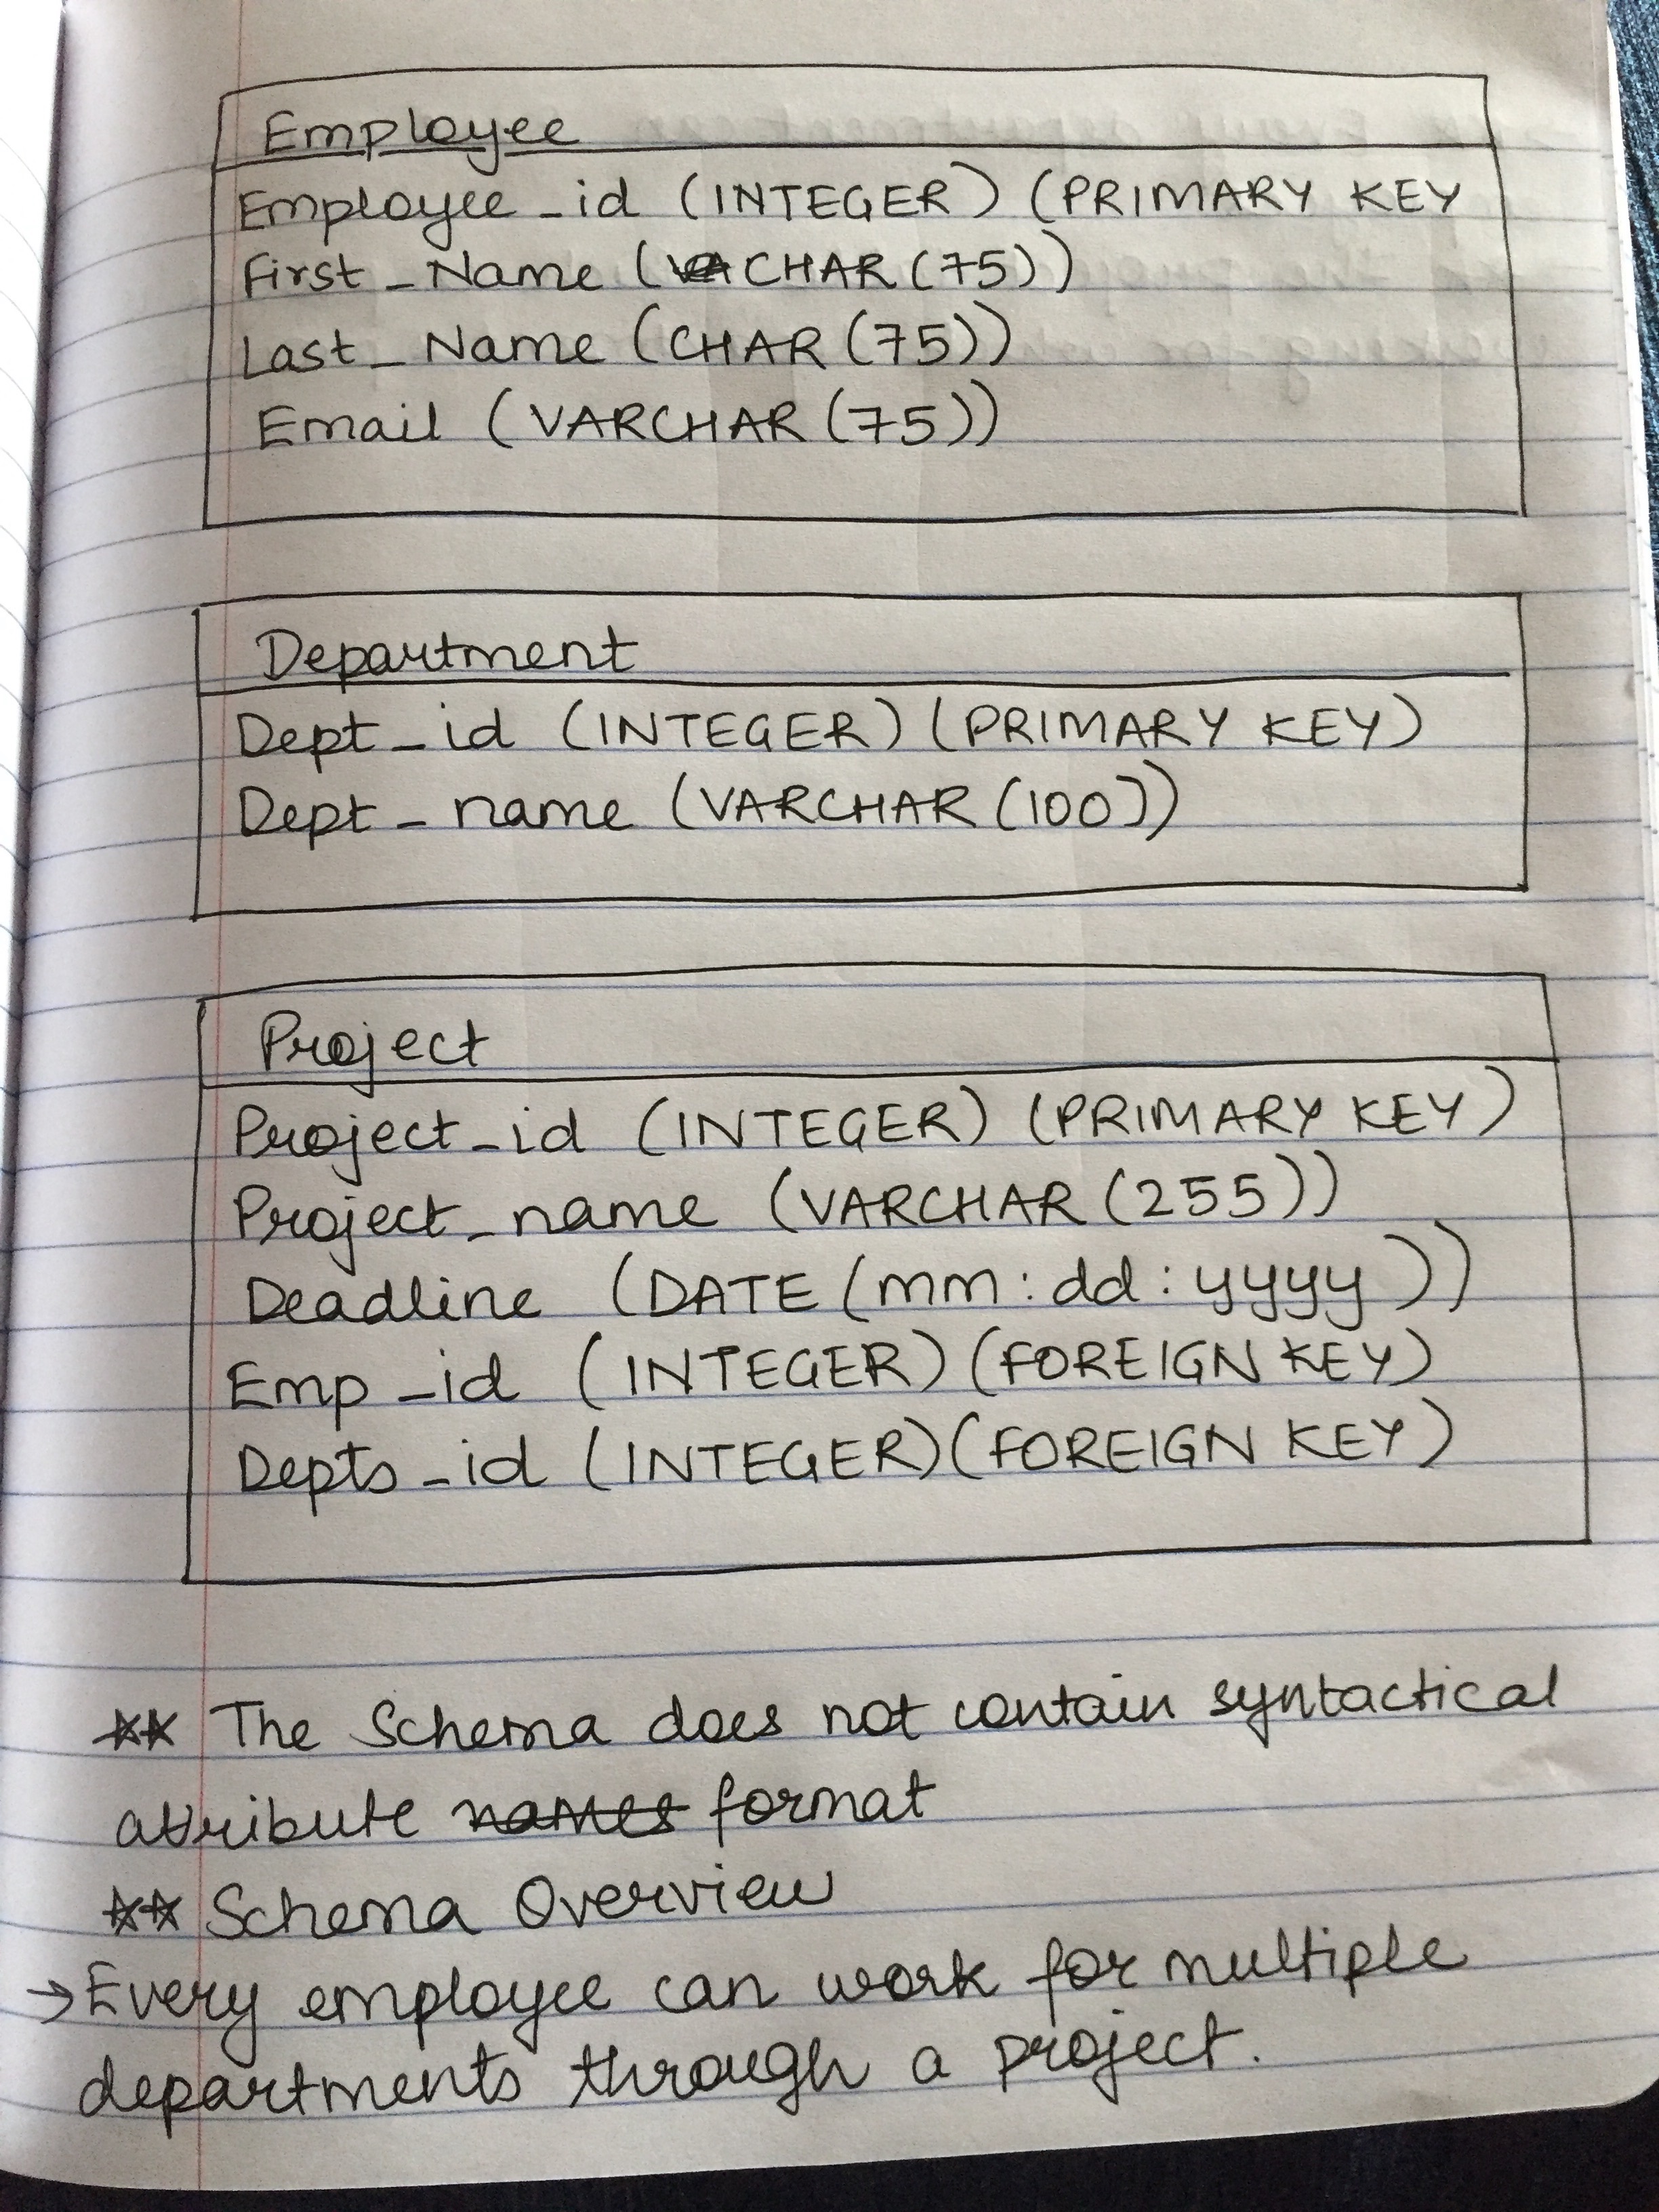 Employee
Employee_id (INTEGER) (PRIMARY KEY
First_Name (CHAR (75))
Last_Name (CHAR (75))
Email (VARCHAR (75))
Department
Dept_id (INTEGER) (PRIMARY KEY)
Dept_name (VARCHAR (100))
Project
Project_id (INTEGER) (PRIMARY KEY)
Project_name (VARCHAR (255))
Deadline (DATE (mm:dd:yyyy))
Emp_id (INTEGER) (FOREIGN KEY)
Depts_id (INTEGER) (FOREIGN KEY)
** The Schema does not contain syntactical
attribute names format
** Schema Overview
→ Every employee can work for multiple
departments through a project.